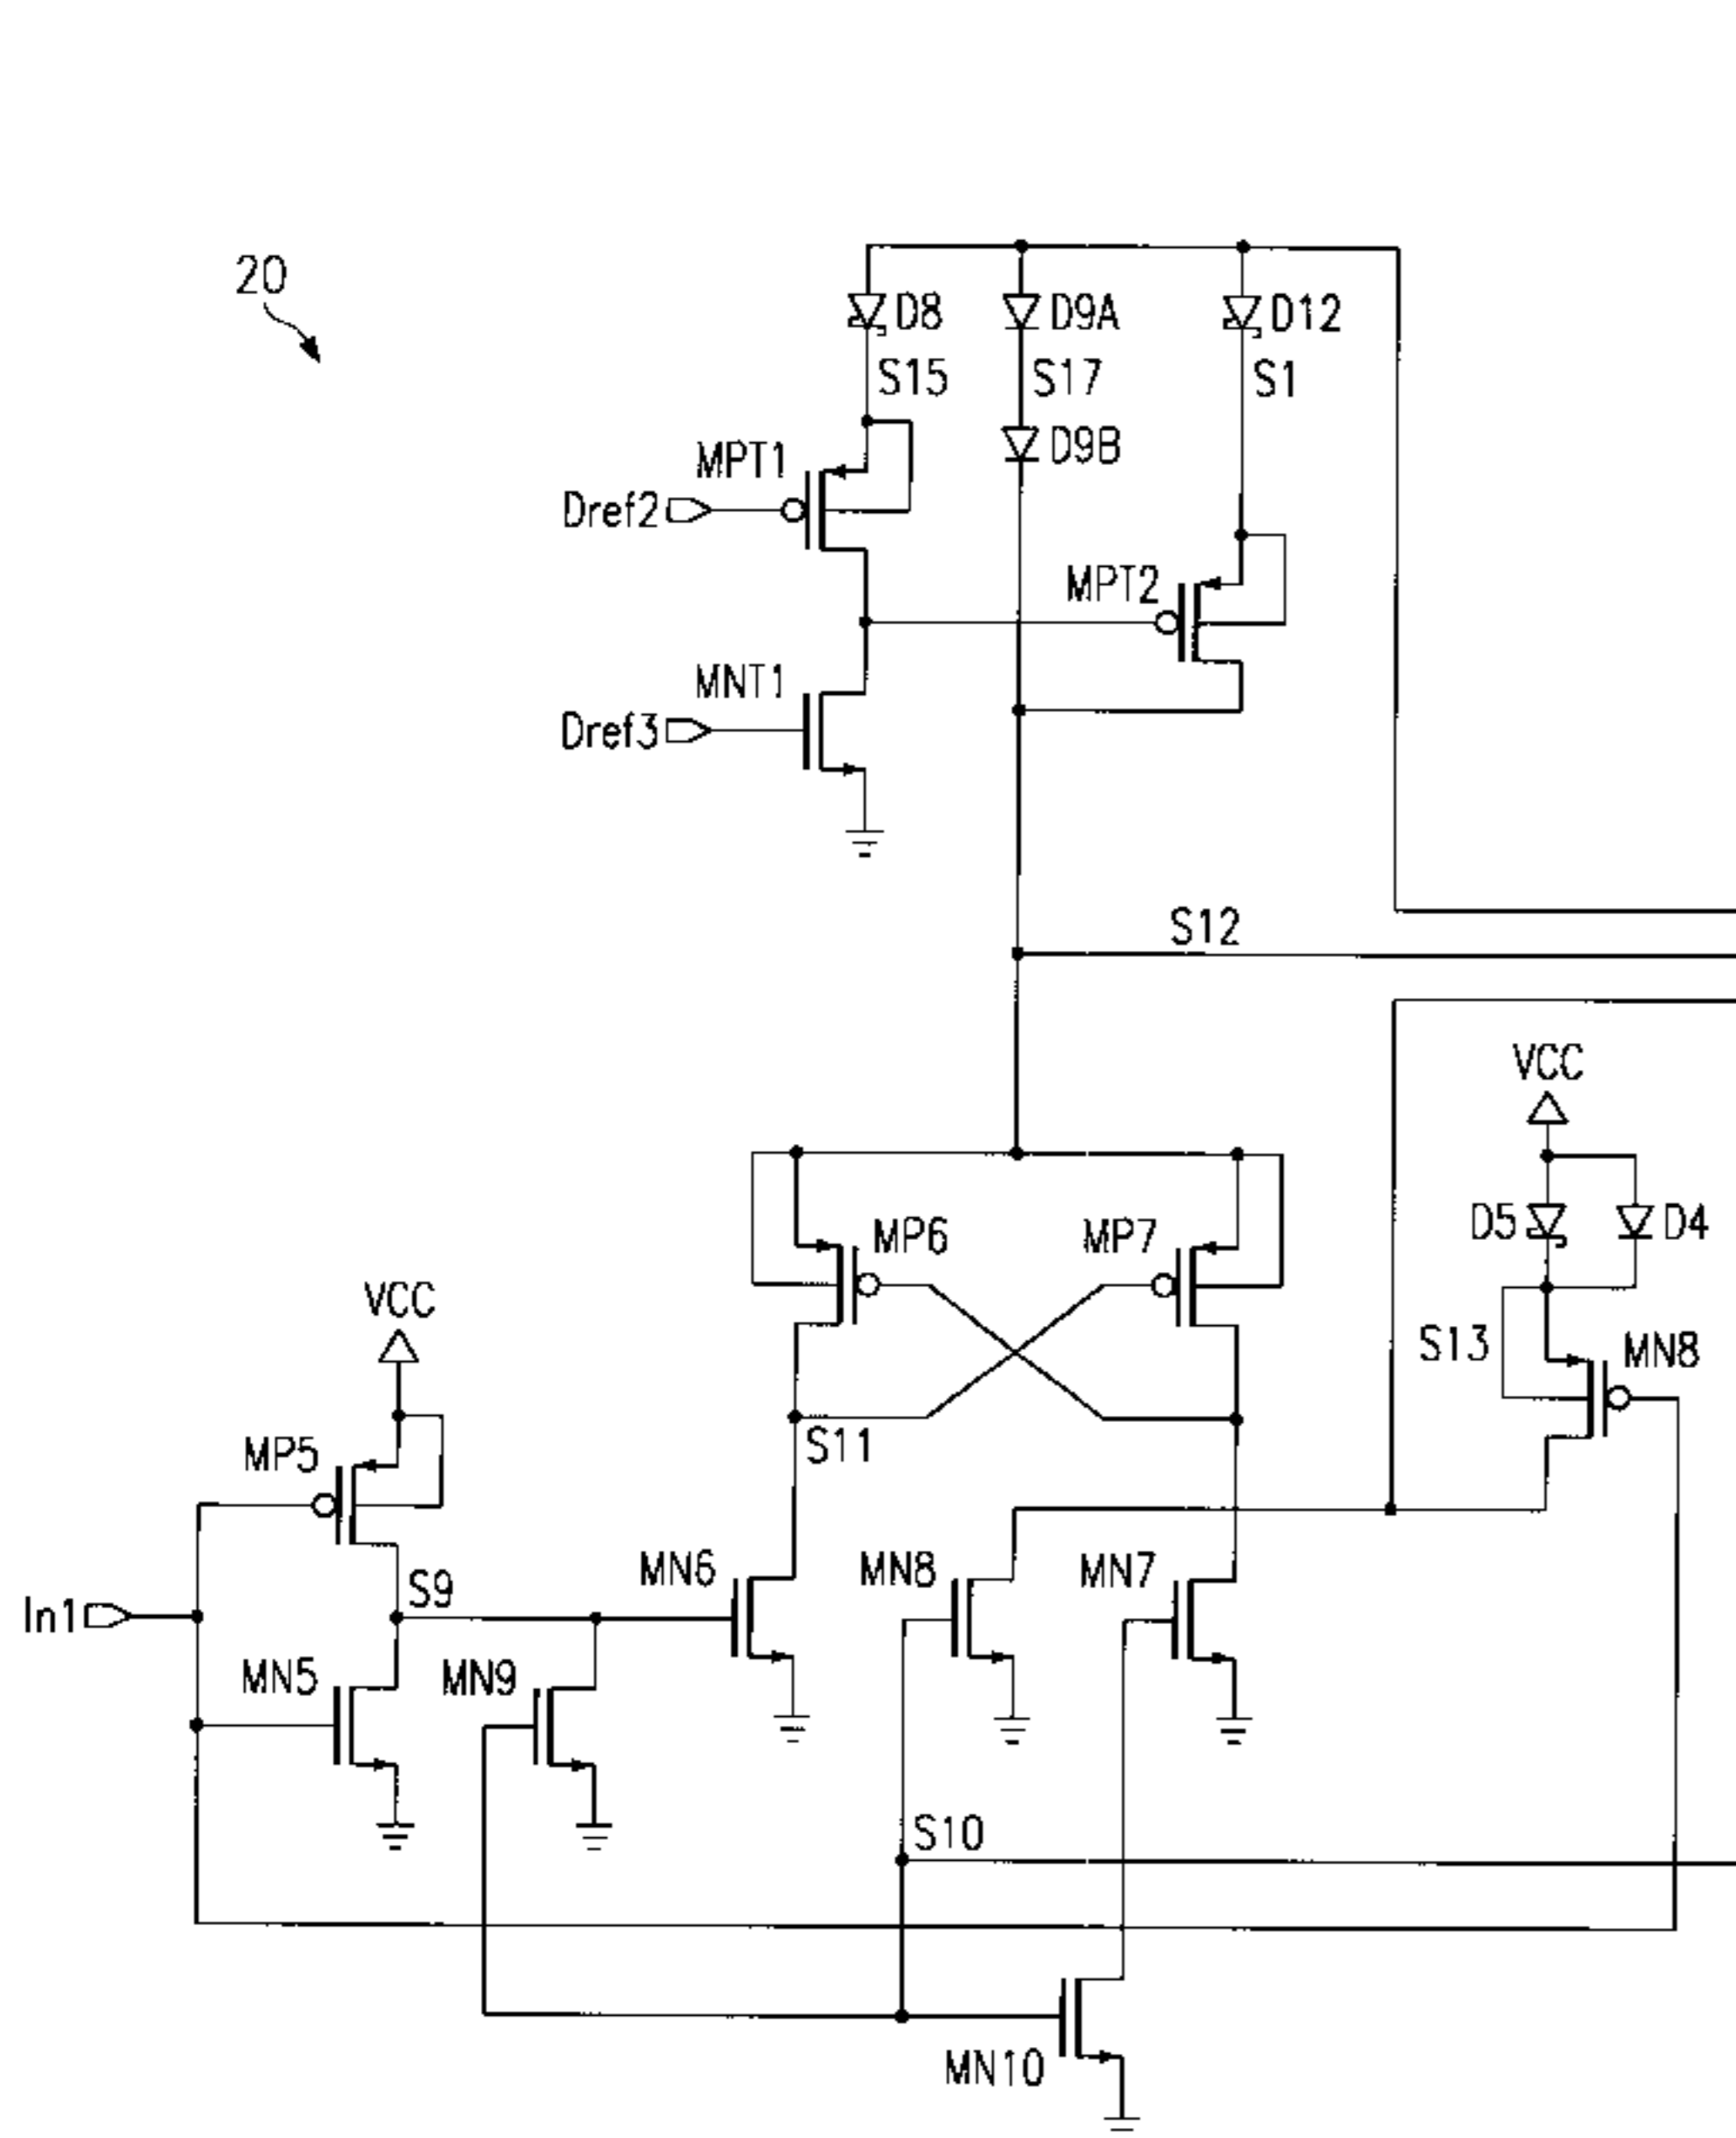 20
D8
D9A
D12
S15
S17
S1
MPT1
D9B
Dref2
MPT2
MNT1
Dref3
S12
VCC
D5
D4
MP6
MP7
VCC
S13
MN8
MP5
S11
MN6
MN8
MN7
S9
In1
MN5
MN9
S10
MN10